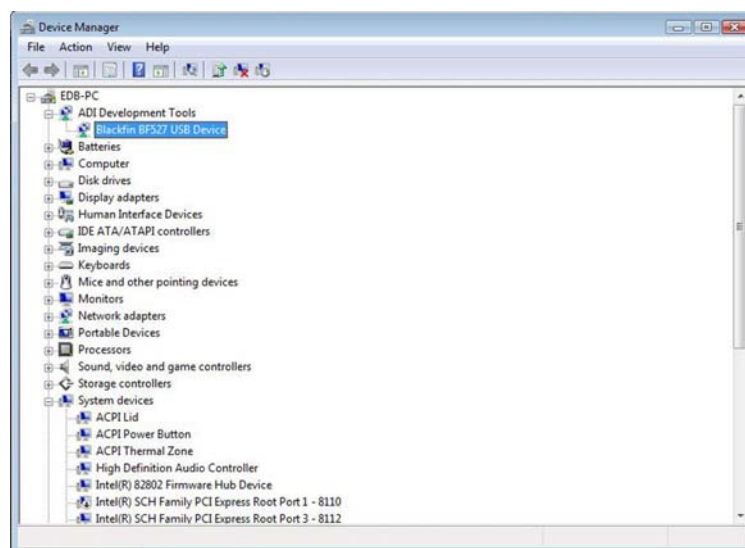 Device Manager
File Action View Help
EDB-PC
ADI Development Tools
Blackfin BF527 USB Device
Batteries
Computer
Disk drives
Display adapters
Human Interface Devices
IDE ATA/ATAPI controllers
Imaging devices
Keyboards
Mice and other pointing devices
Monitors
Network adapters
Portable Devices
Processors
Sound, video and game controllers
Storage controllers
System devices
ACPI Lid
ACPI Power Button
ACPI Thermal Zone
High Definition Audio Controller
Intel(R) 82802 Firmware Hub Device
Intel(R) SCH Family PCI Express Root Port 1 - 8110
Intel(R) SCH Family PCI Express Root Port 3 - 8112